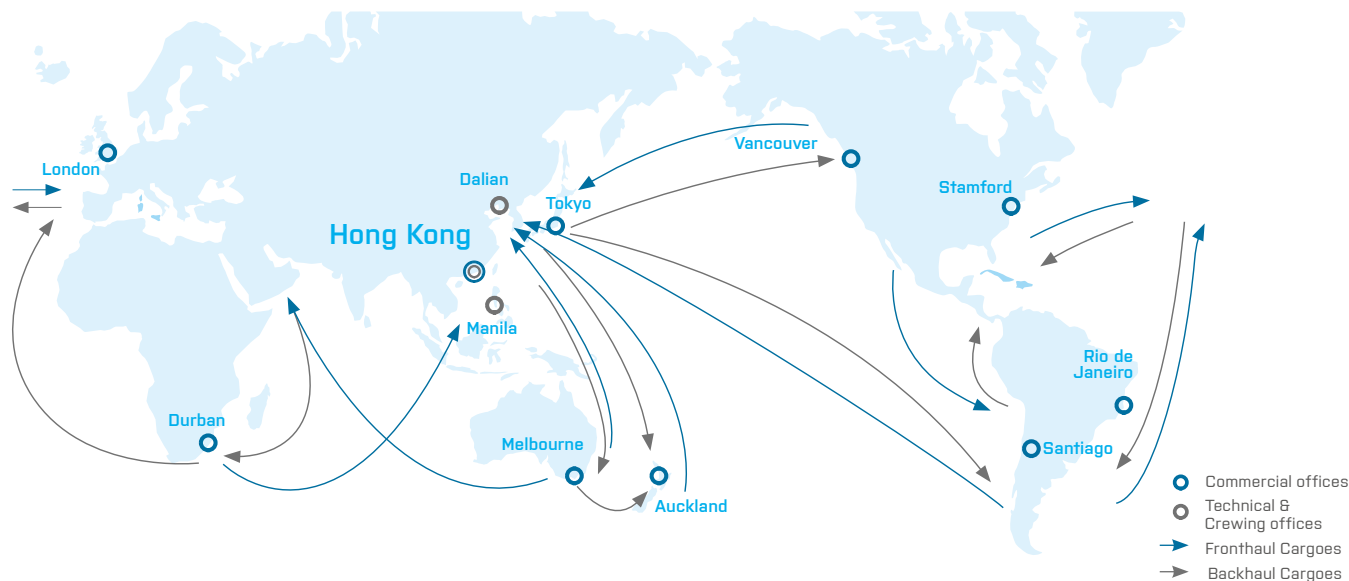 Vancouver
London
Dalian
Stamford
Tokyo
Hong Kong
Manila
Rio de
Janeiro
Durban
Melbourne
Santiago
Auckland
Commercial offices
Technical &
Crewing offices
Fronthaul Cargoes
Backhaul Cargoes